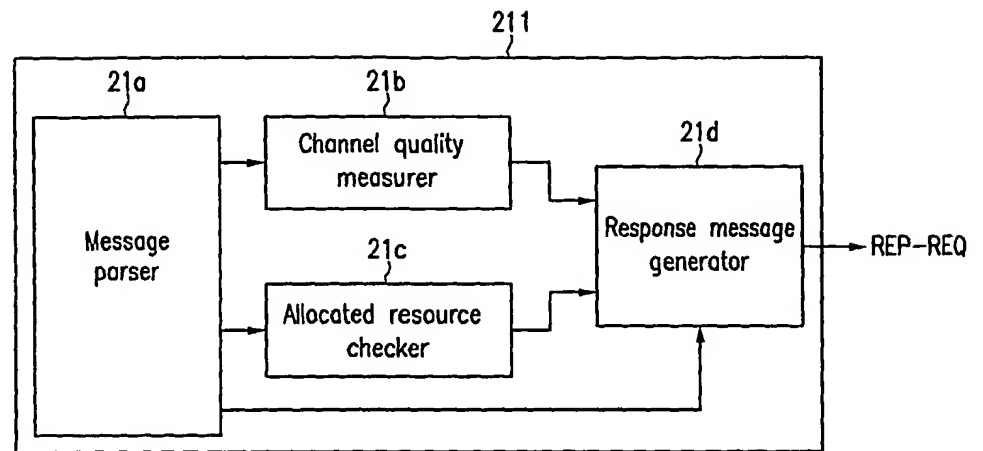 211
21a
21b
21d
Channel quality
measurer
Message
parser
Response message
generator
REP-REQ
21c
Allocated resource
checker